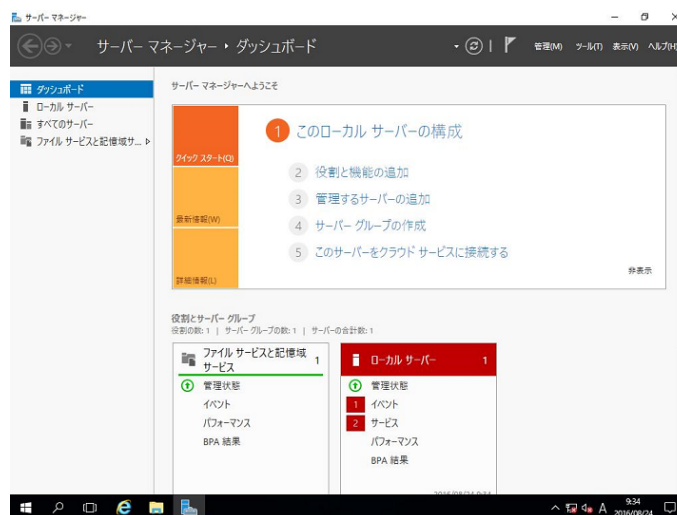 サーバー マネージャー
サーバー マネージャー・ダッシュボード
管理(M) ツール(T) 表示(V) ヘルプ(H)
ダッシュボード
ローカル サーバー
すべてのサーバー
ファイル サービスと記憶域サ...
サーバー マネージャーへようこそ
クイック スタート(Q)
最新情報(W)
詳細情報(L)
1 このローカル サーバーの構成
2 役割と機能の追加
3 管理するサーバーの追加
4 サーバー グループの作成
5 このサーバーをクラウド サービスに接続する
非表示
役割とサーバー グループ
役割の数: 1 | サーバー グループの数: 1 | サーバーの合計数: 1
ファイル サービスと記憶域
サービス
1
管理状態
イベント
パフォーマンス
BPA 結果
ローカル サーバー 1
管理状態
1 イベント
2 サービス
パフォーマンス
BPA 結果
2016/08/24 9:34
A
9:34
2016/08/24